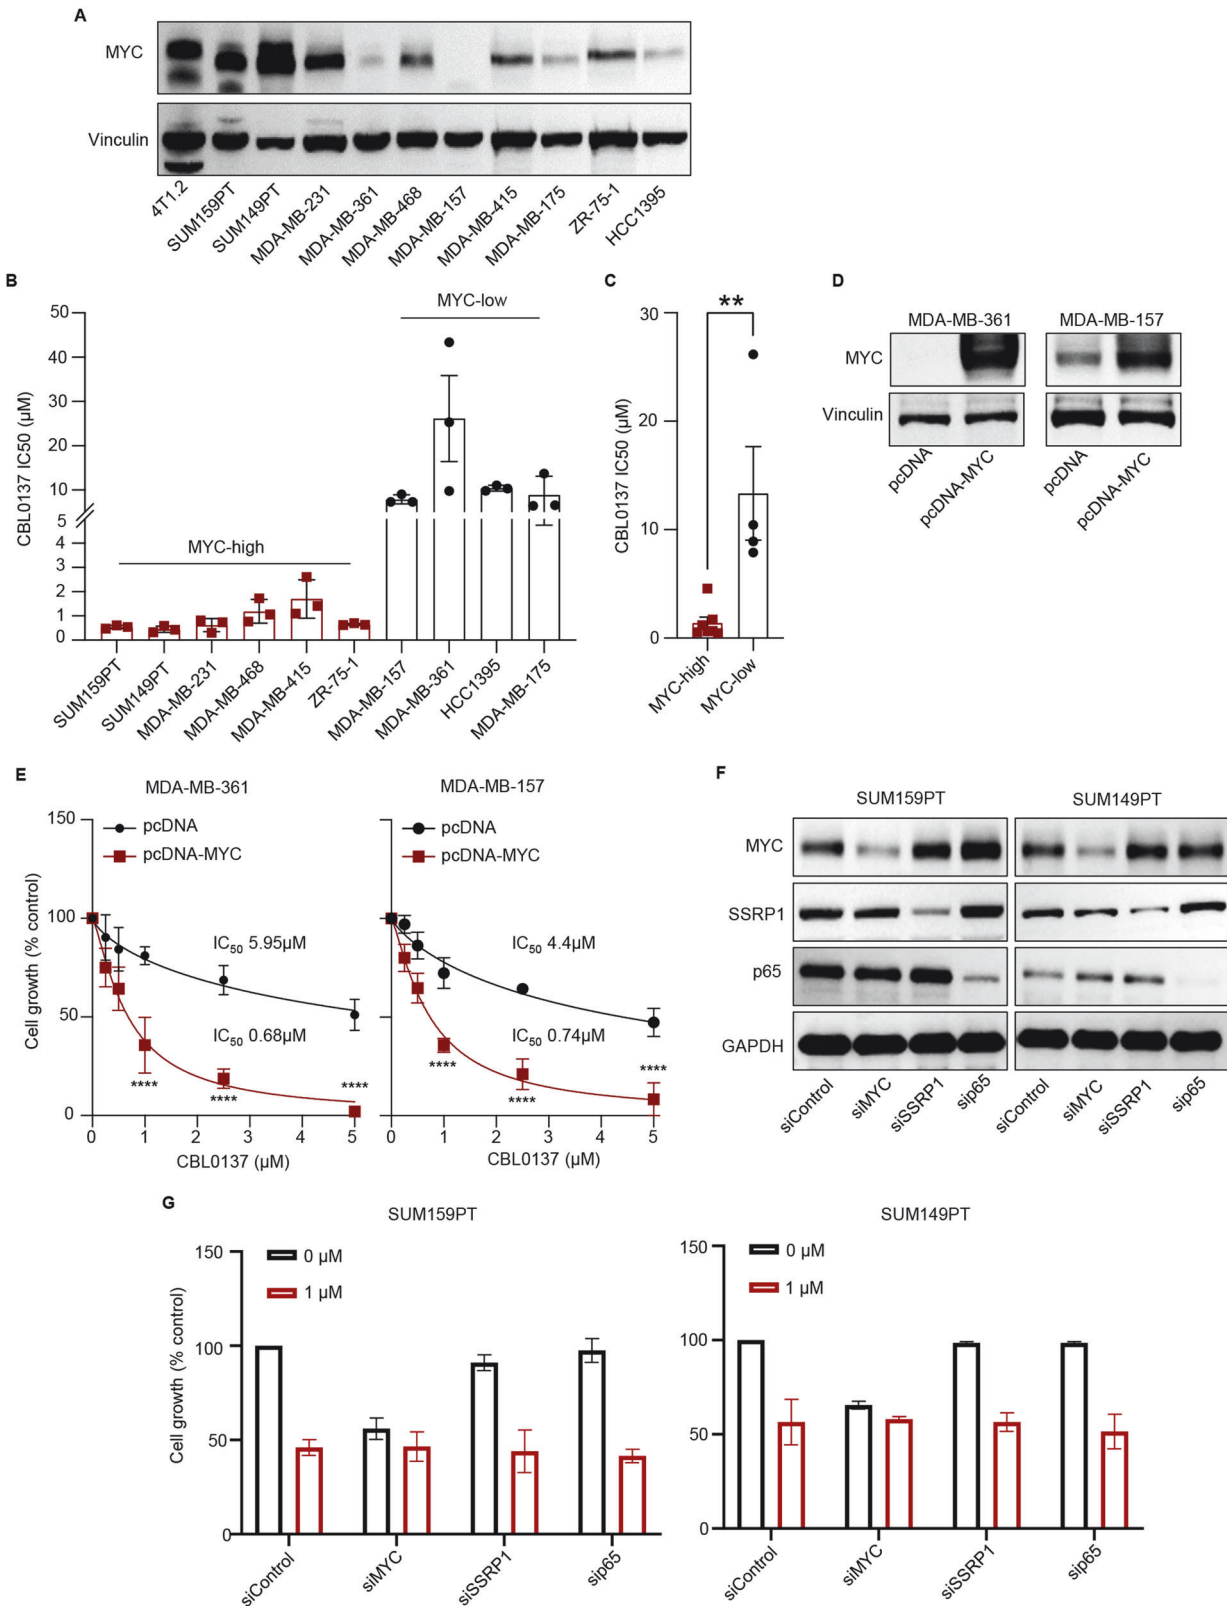 A
MYC
Vinculin
4T1.2
SUM159PT
SUM149PT
MDA-MB-231
MDA-MB-361
MDA-MB-468
MDA-MB-157
MDA-MB-415
MDA-MB-175
ZR-75-1
HCC1395
B
CBL0137 IC50 (µM)
50
40
30
20
10
5
4
3
2
1
0
MYC-low
MYC-high
SUM159PT
SUM149PT
MDA-MB-231
MDA-MB-468
MDA-MB-415
ZR-75-1
MDA-MB-157
MDA-MB-361
HCC1395
MDA-MB-175
C
CBL0137 IC50 (µM)
30
20
10
0
**
MYC-high
MYC-low
D
MDA-MB-361
MDA-MB-157
MYC
Vinculin
pcDNA
pcDNA-MYC
pcDNA
pcDNA-MYC
E
MDA-MB-361
Cell growth (% control)
150
100
50
0
pcDNA
pcDNA-MYC
IC50 5.95µM
IC50 0.68µM
****
****
****
0 1 2 3 4 5
CBL0137 (µM)
MDA-MB-157
pcDNA
pcDNA-MYC
IC50 4.4µM
IC50 0.74µM
****
****
****
0 1 2 3 4 5
CBL0137 (µM)
F
SUM159PT
SUM149PT
MYC
SSRP1
p65
GAPDH
siControl
siMYC
siSSRP1
sip65
siControl
siMYC
siSSRP1
sip65
G
SUM159PT
Cell growth (% control)
150
100
50
0
0 µM
1 µM
siControl
siMYC
siSSRP1
sip65
SUM149PT
150
100
50
0
0 µM
1 µM
siControl
siMYC
siSSRP1
sip65